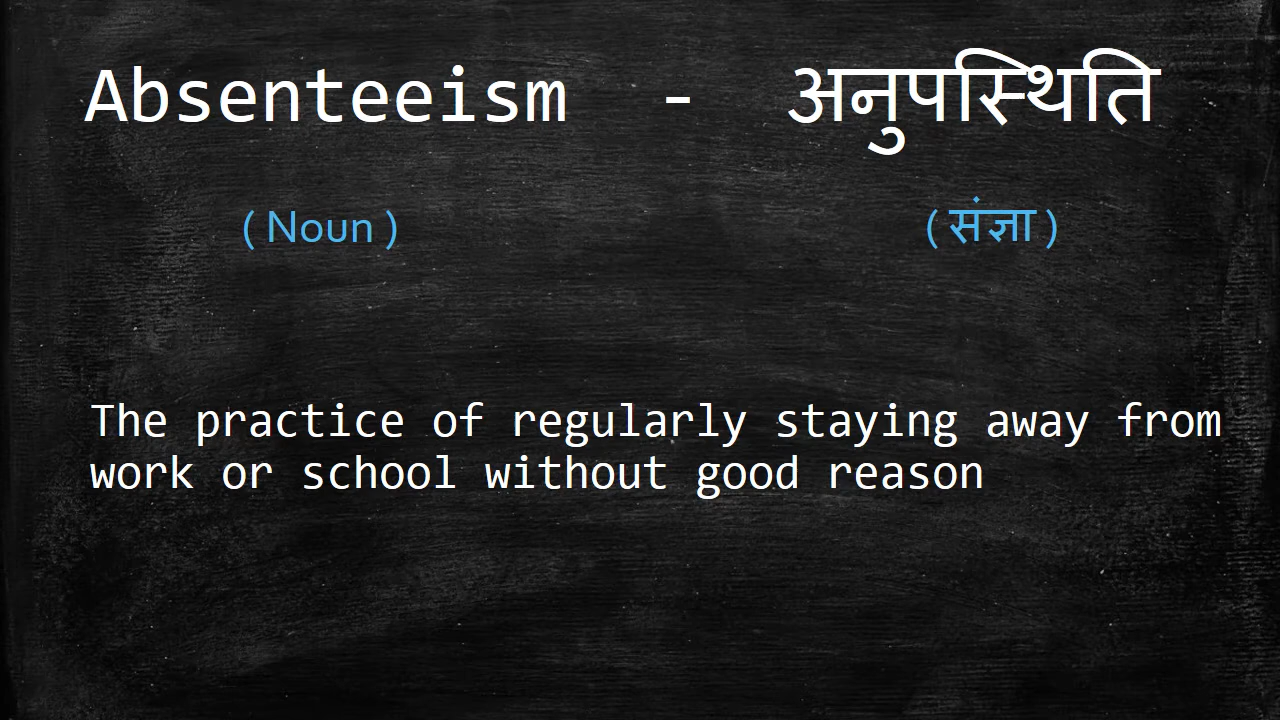 Absenteeism - अनुपस्थिति
( Noun ) ( संज्ञा )
The practice of regularly staying away from
work or school without good reason